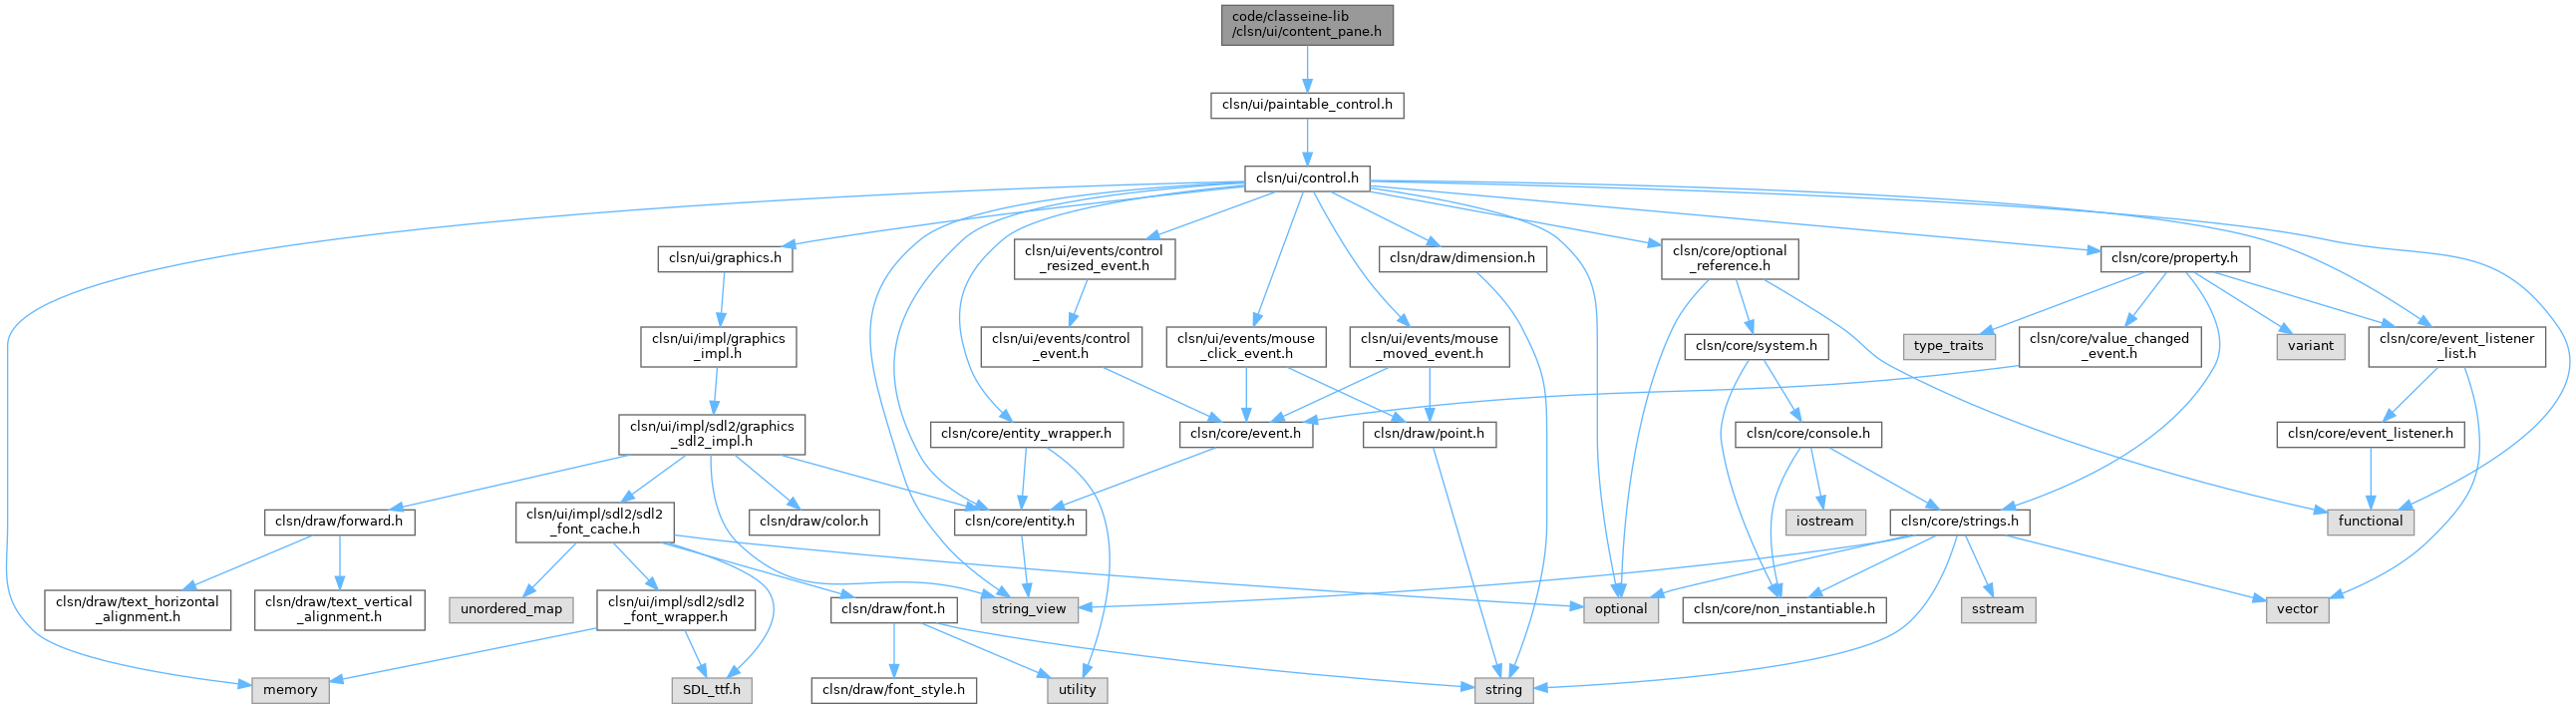 code/classeine-lib
/clsn/ui/content_pane.h
clsn/ui/paintable_control.h
clsn/ui/control.h
clsn/ui/graphics.h
clsn/ui/events/control
_resized_event.h
clsn/draw/dimension.h
clsn/core/optional
_reference.h
clsn/core/property.h
clsn/ui/impl/graphics
_impl.h
clsn/ui/events/control
_event.h
clsn/ui/events/mouse
_click_event.h
clsn/ui/events/mouse
_moved_event.h
clsn/core/system.h
type_traits
clsn/core/value_changed
_event.h
variant
clsn/core/event_listener
_list.h
clsn/ui/impl/sdl2/graphics
_sdl2_impl.h
clsn/core/entity_wrapper.h
clsn/core/event.h
clsn/draw/point.h
clsn/core/console.h
clsn/core/event_listener.h
clsn/draw/forward.h
clsn/ui/impl/sdl2/sdl2
_font_cache.h
clsn/draw/color.h
clsn/core/entity.h
iostream
clsn/core/strings.h
functional
clsn/draw/text_horizontal
_alignment.h
clsn/draw/text_vertical
_alignment.h
unordered_map
clsn/ui/impl/sdl2/sdl2
_font_wrapper.h
clsn/draw/font.h
string_view
optional
clsn/core/non_instantiable.h
sstream
vector
memory
SDL_ttf.h
clsn/draw/font_style.h
utility
string